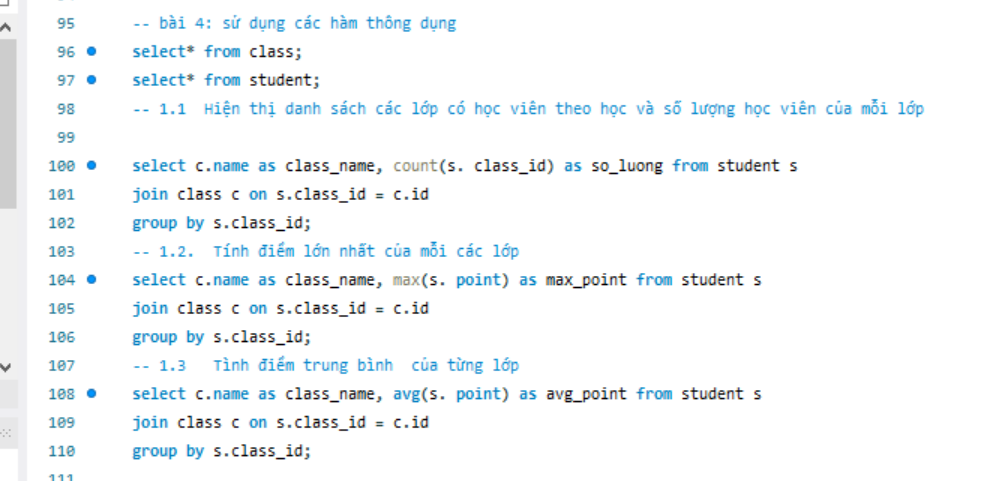 95 -- bài 4: sử dụng các hàm thông dụng
96 select* from class;
97 select* from student;
98 -- 1.1  Hiện thị danh sách các lớp có học viên theo học và số lượng học viên của mỗi lớp
99
100 select c.name as class_name, count(s. class_id) as so_luong from student s
101 join class c on s.class_id = c.id
102 group by s.class_id;
103 -- 1.2.  Tính điểm lớn nhất của mỗi các lớp
104 select c.name as class_name, max(s. point) as max_point from student s
105 join class c on s.class_id = c.id
106 group by s.class_id;
107 -- 1.3   Tình điểm trung bình  của từng lớp
108 select c.name as class_name, avg(s. point) as avg_point from student s
109 join class c on s.class_id = c.id
110 group by s.class_id;
111